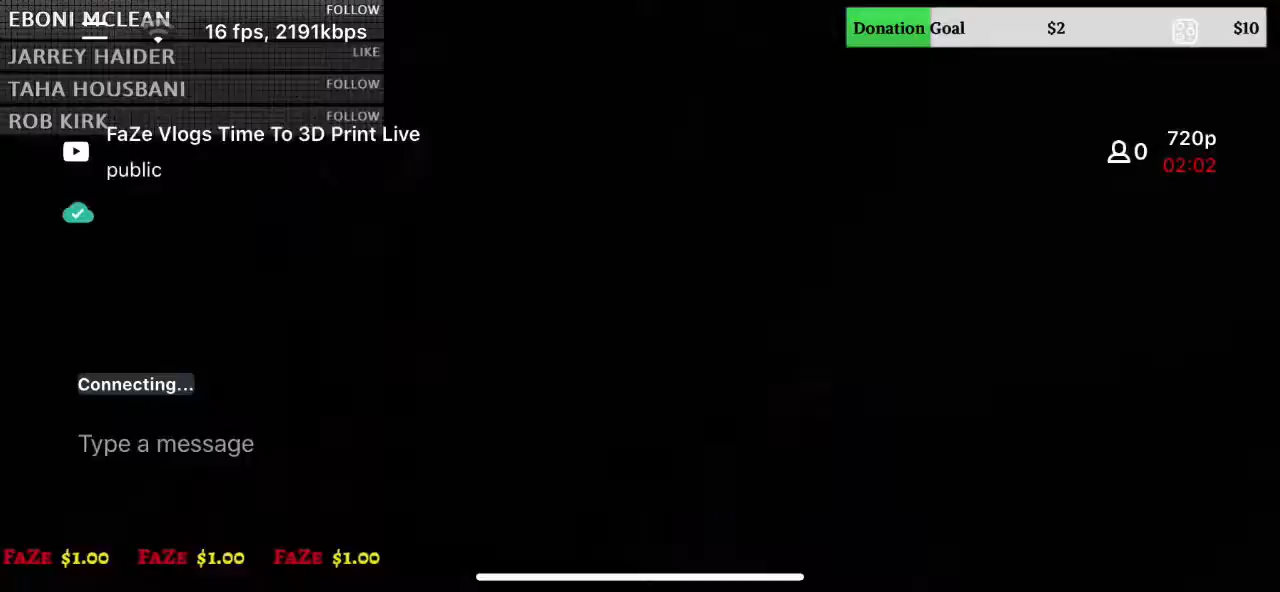 EBONI MCLEAN FOLLOW
16 fps, 2191kbps
JARREY HAIDER LIKE
TAHA HOUSBANI FOLLOW
ROB KIRK FOLLOW
Donation Goal $2 $10
FaZe Vlogs Time To 3D Print Live
public
0 720p
02:02
Connecting...
Type a message
FaZe $1.00 FaZe $1.00 FaZe $1.00